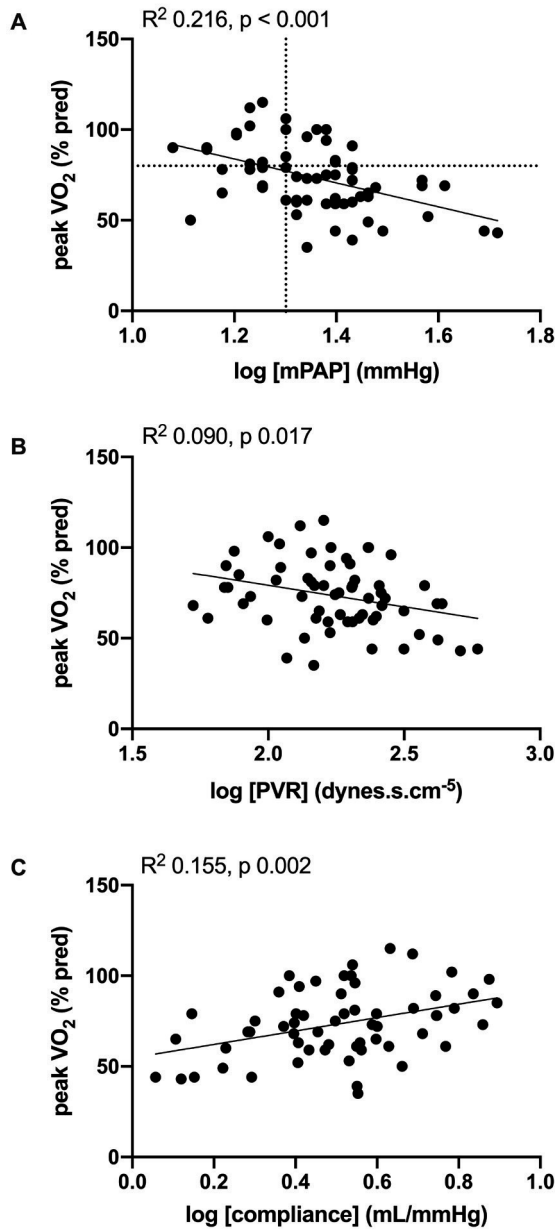 A
R² 0.216, p < 0.001
150
100
50
0
peak VO₂ (% pred)
1.0 1.2 1.4 1.6 1.8
log [mPAP] (mmHg)
B
R² 0.090, p 0.017
150
100
50
0
peak VO₂ (% pred)
1.5 2.0 2.5 3.0
log [PVR] (dynes.s.cm⁻⁵)
C
R² 0.155, p 0.002
150
100
50
0
peak VO₂ (% pred)
0.0 0.2 0.4 0.6 0.8 1.0
log [compliance] (mL/mmHg)